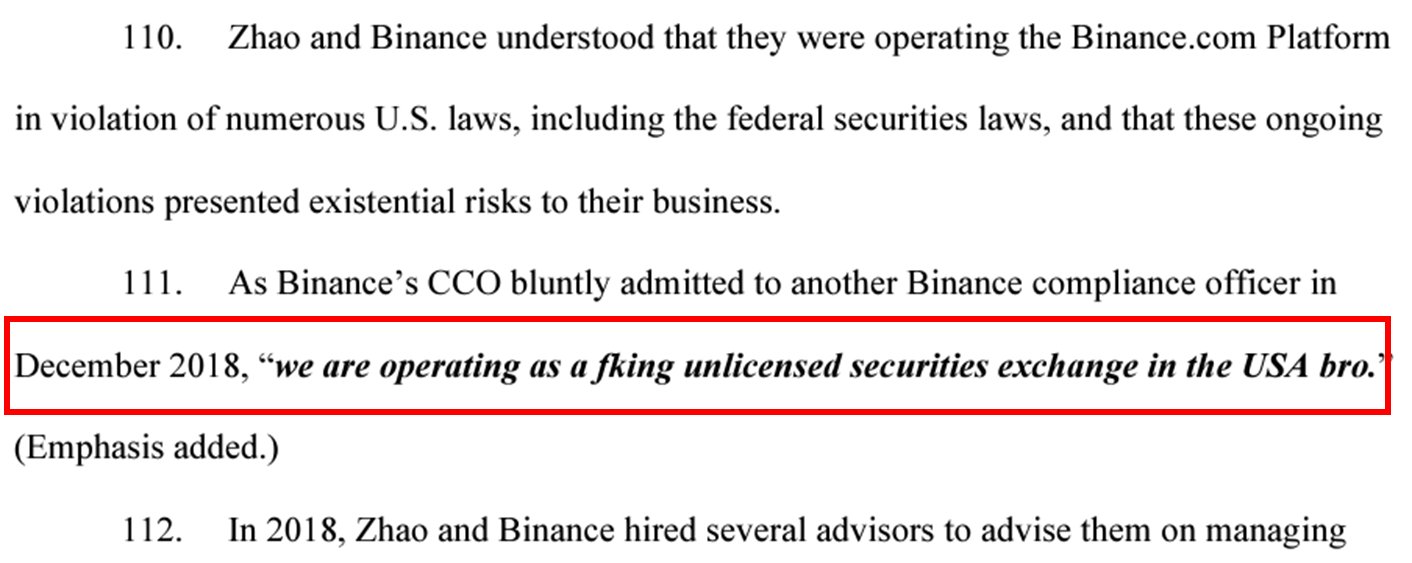 110. Zhao and Binance understood that they were operating the Binance.com Platform
in violation of numerous U.S. laws, including the federal securities laws, and that these ongoing
violations presented existential risks to their business.
111. As Binance’s CCO bluntly admitted to another Binance compliance officer in
December 2018, “we are operating as a fking unlicensed securities exchange in the USA bro.”
(Emphasis added.)
112. In 2018, Zhao and Binance hired several advisors to advise them on managing